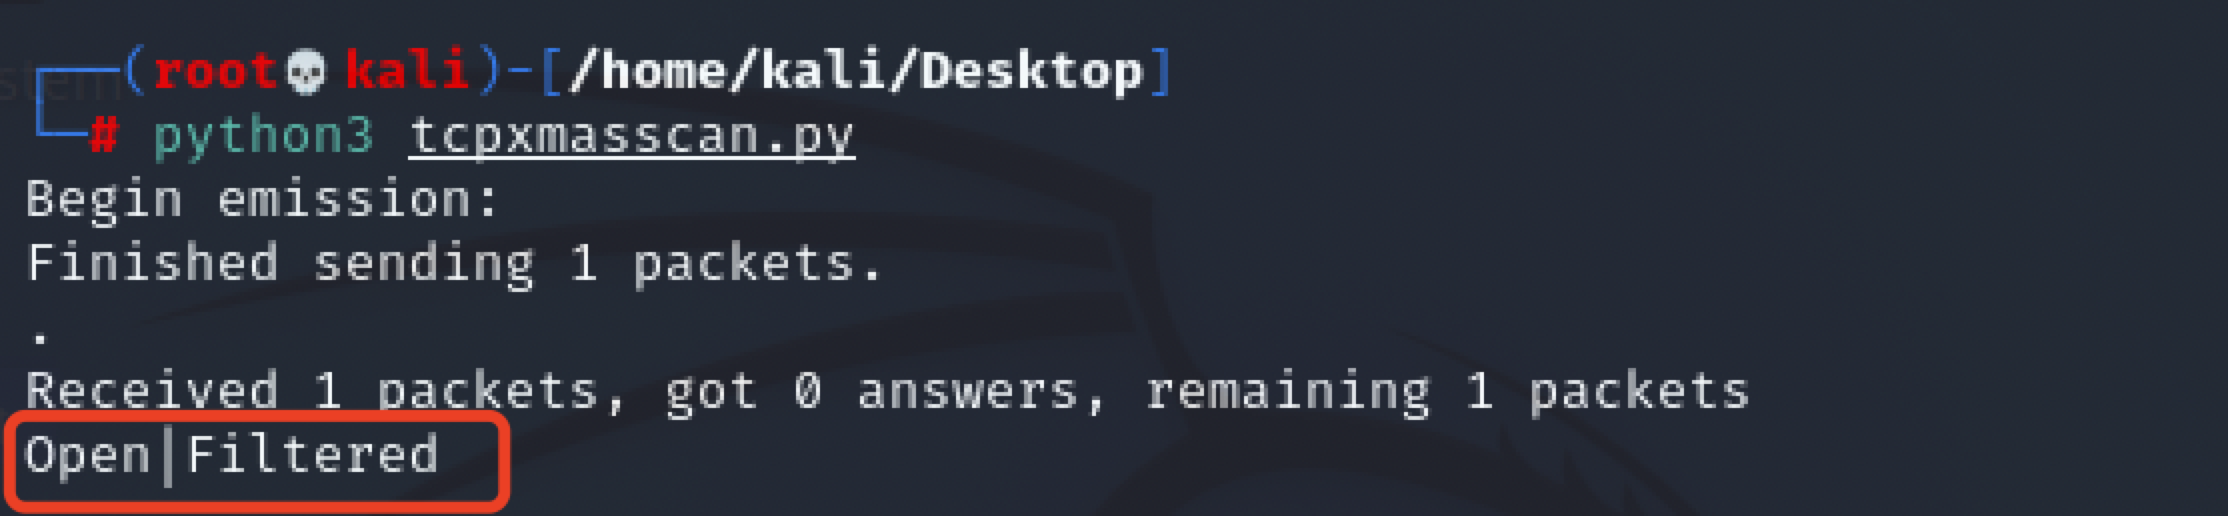 (root💀kali)-[/home/kali/Desktop]
# python3 tcpxmasscan.py
Begin emission:
Finished sending 1 packets.
.
Received 1 packets, got 0 answers, remaining 1 packets
Open|Filtered